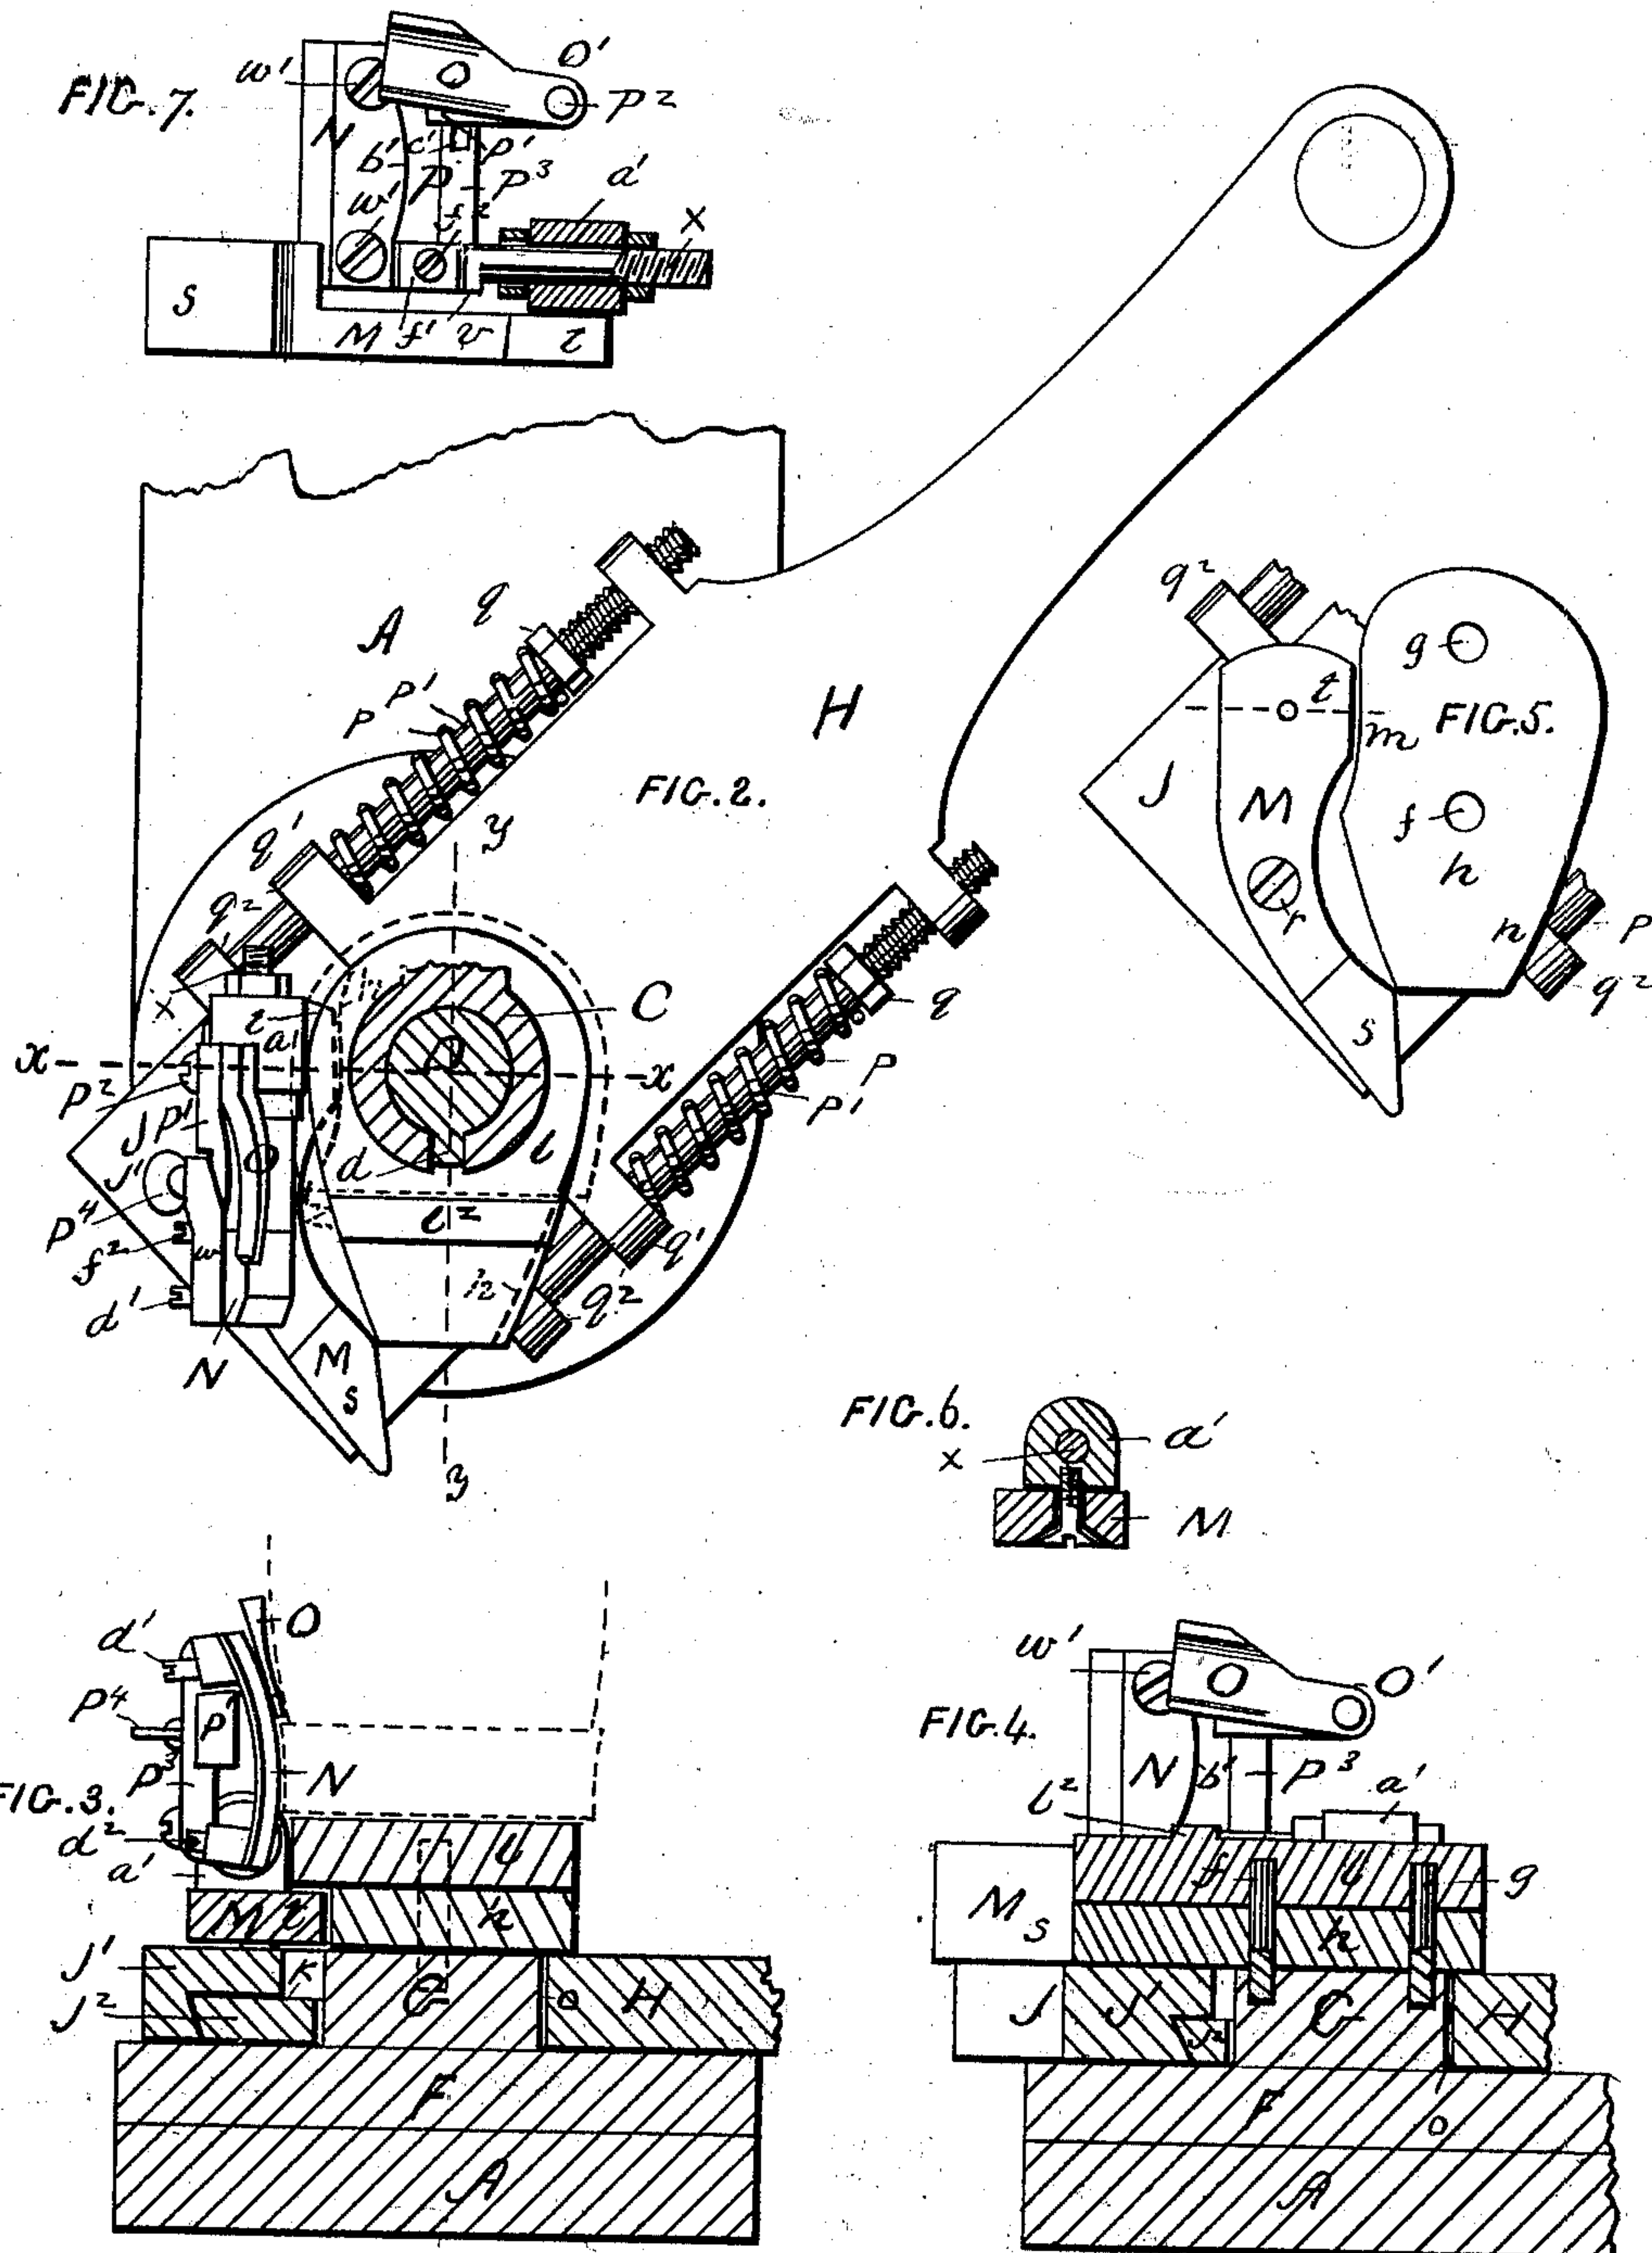 FIG. 7.
w'
O
O'
P²
N
b'
c'
p'
P
P³
a'
w'
f²
X
S
M
f'
v
t
A
q
P'
P
H
FIG. 2.
q'
y
q²
x
h
C
t
a'
x
x
P²
J
P'
d
l
O
J'
P⁴
l²
f²
w
d'
h
q'
q²
N
M
s
y
q
P
P'
q²
g
t
m
FIG. 5.
J
M
f
h
r
n
P
q²
s
FIG. 6.
a'
X
M
d'
O
P⁴
P
N
P³
FIG. 3.
d²
a'
l
M
t
h
J'
K
J²
G
o
H
F
A
w'
O
O'
FIG. 4.
N
b'
P³
l²
a'
f
l
g
M
s
h
J
J'
J²
G
H
F
o
A